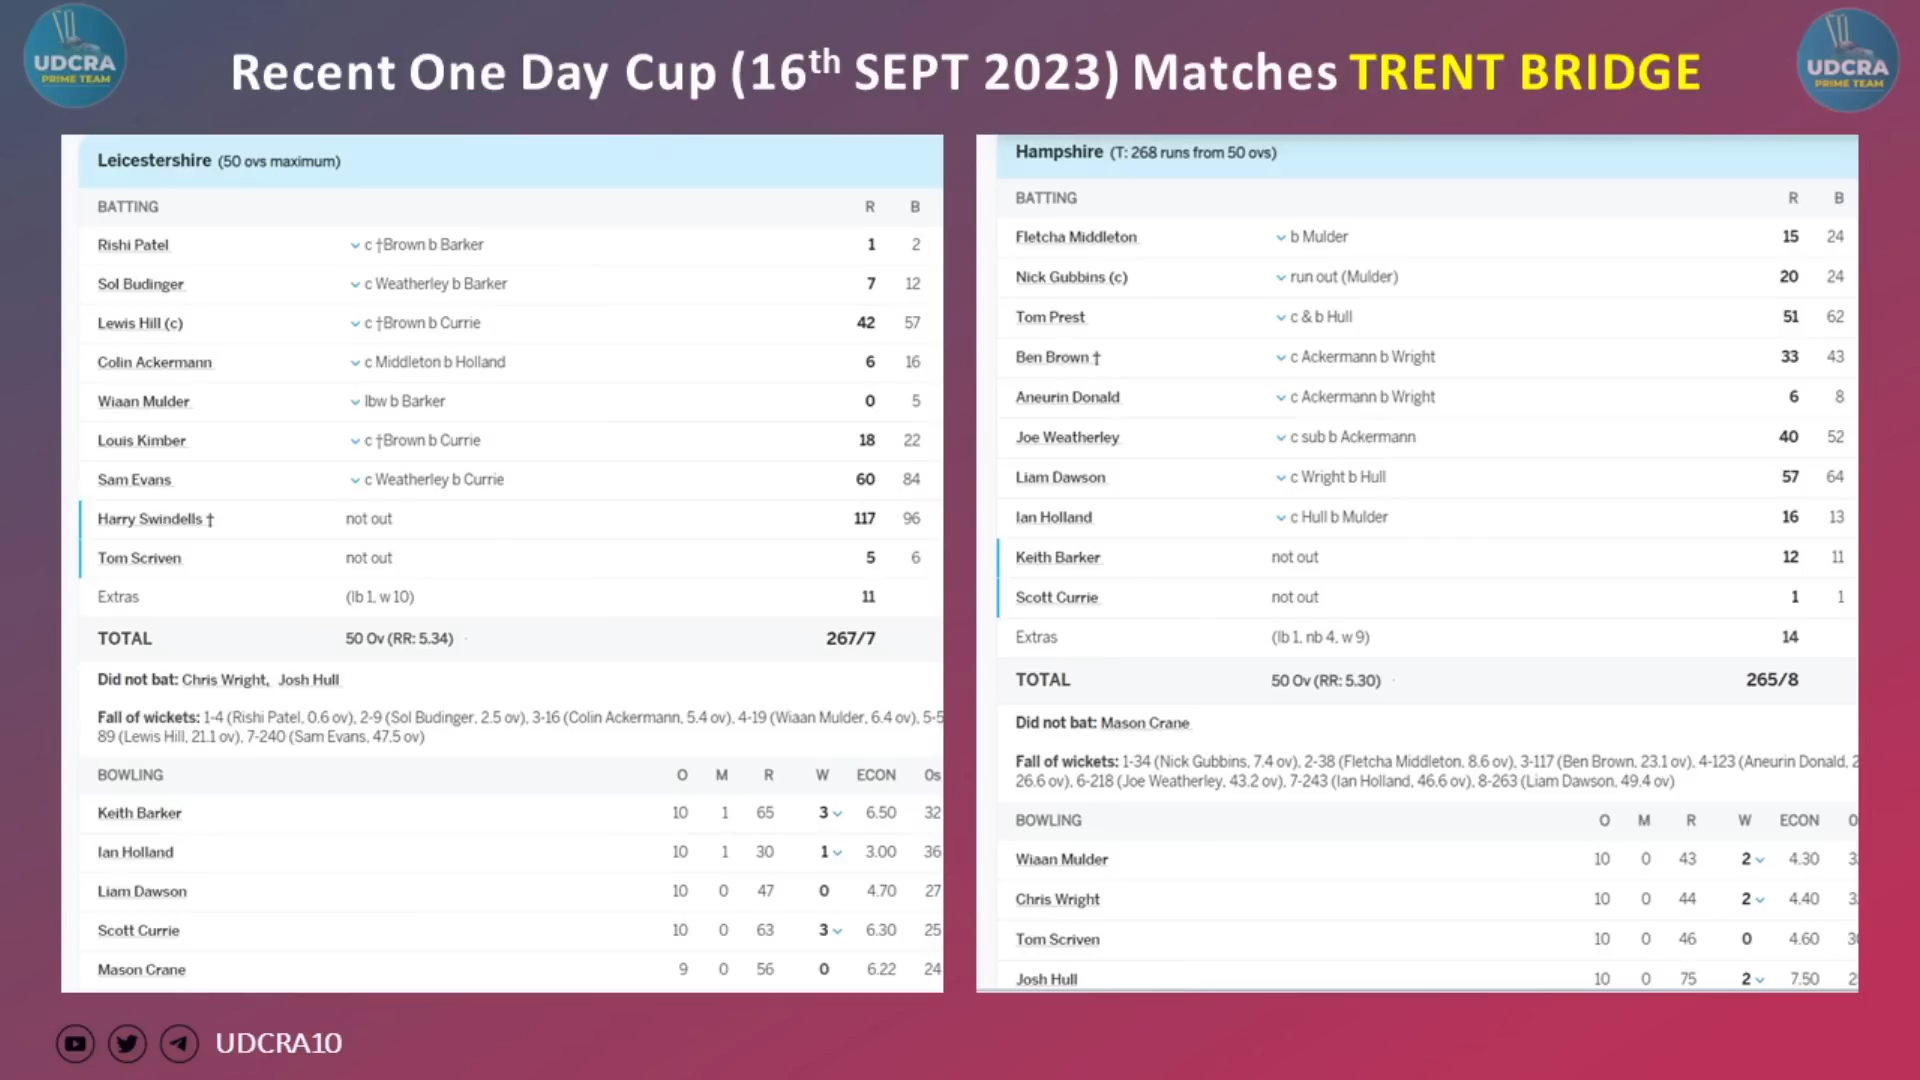 UDCRA
PRIME TEAM
Recent One Day Cup (16th SEPT 2023) Matches TRENT BRIDGE
UDCRA
PRIME TEAM
Leicestershire (50 ovs maximum)
BATTING R B
Rishi Patel c †Brown b Barker 1 2
Sol Budinger c Weatherley b Barker 7 12
Lewis Hill (c) c †Brown b Currie 42 57
Colin Ackermann c Middleton b Holland 6 16
Wiaan Mulder lbw b Barker 0 5
Louis Kimber c †Brown b Currie 18 22
Sam Evans c Weatherley b Currie 60 84
Harry Swindells † not out 117 96
Tom Scriven not out 5 6
Extras (lb 1, w 10) 11
TOTAL 50 Ov (RR: 5.34) 267/7
Did not bat: Chris Wright, Josh Hull
Fall of wickets: 1-4 (Rishi Patel, 0.6 ov), 2-9 (Sol Budinger, 2.5 ov), 3-16 (Colin Ackermann, 5.4 ov), 4-19 (Wiaan Mulder, 6.4 ov), 5-5
89 (Lewis Hill, 21.1 ov), 7-240 (Sam Evans, 47.5 ov)
BOWLING O M R W ECON 0s
Keith Barker 10 1 65 3 6.50 32
Ian Holland 10 1 30 1 3.00 36
Liam Dawson 10 0 47 0 4.70 27
Scott Currie 10 0 63 3 6.30 25
Mason Crane 9 0 56 0 6.22 24
Hampshire (T: 268 runs from 50 ovs)
BATTING R B
Fletcha Middleton b Mulder 15 24
Nick Gubbins (c) run out (Mulder) 20 24
Tom Prest c & b Hull 51 62
Ben Brown † c Ackermann b Wright 33 43
Aneurin Donald c Ackermann b Wright 6 8
Joe Weatherley c sub b Ackermann 40 52
Liam Dawson c Wright b Hull 57 64
Ian Holland c Hull b Mulder 16 13
Keith Barker not out 12 11
Scott Currie not out 1 1
Extras (lb 1, nb 4, w 9) 14
TOTAL 50 Ov (RR: 5.30) 265/8
Did not bat: Mason Crane
Fall of wickets: 1-34 (Nick Gubbins, 7.4 ov), 2-38 (Fletcha Middleton, 8.6 ov), 3-117 (Ben Brown, 23.1 ov), 4-123 (Aneurin Donald, 2
26.6 ov), 6-218 (Joe Weatherley, 43.2 ov), 7-243 (Ian Holland, 46.6 ov), 8-263 (Liam Dawson, 49.4 ov)
BOWLING O M R W ECON 0
Wiaan Mulder 10 0 43 2 4.30 3
Chris Wright 10 0 44 2 4.40 3
Tom Scriven 10 0 46 0 4.60 30
Josh Hull 10 0 75 2 7.50 2
UDCRA10